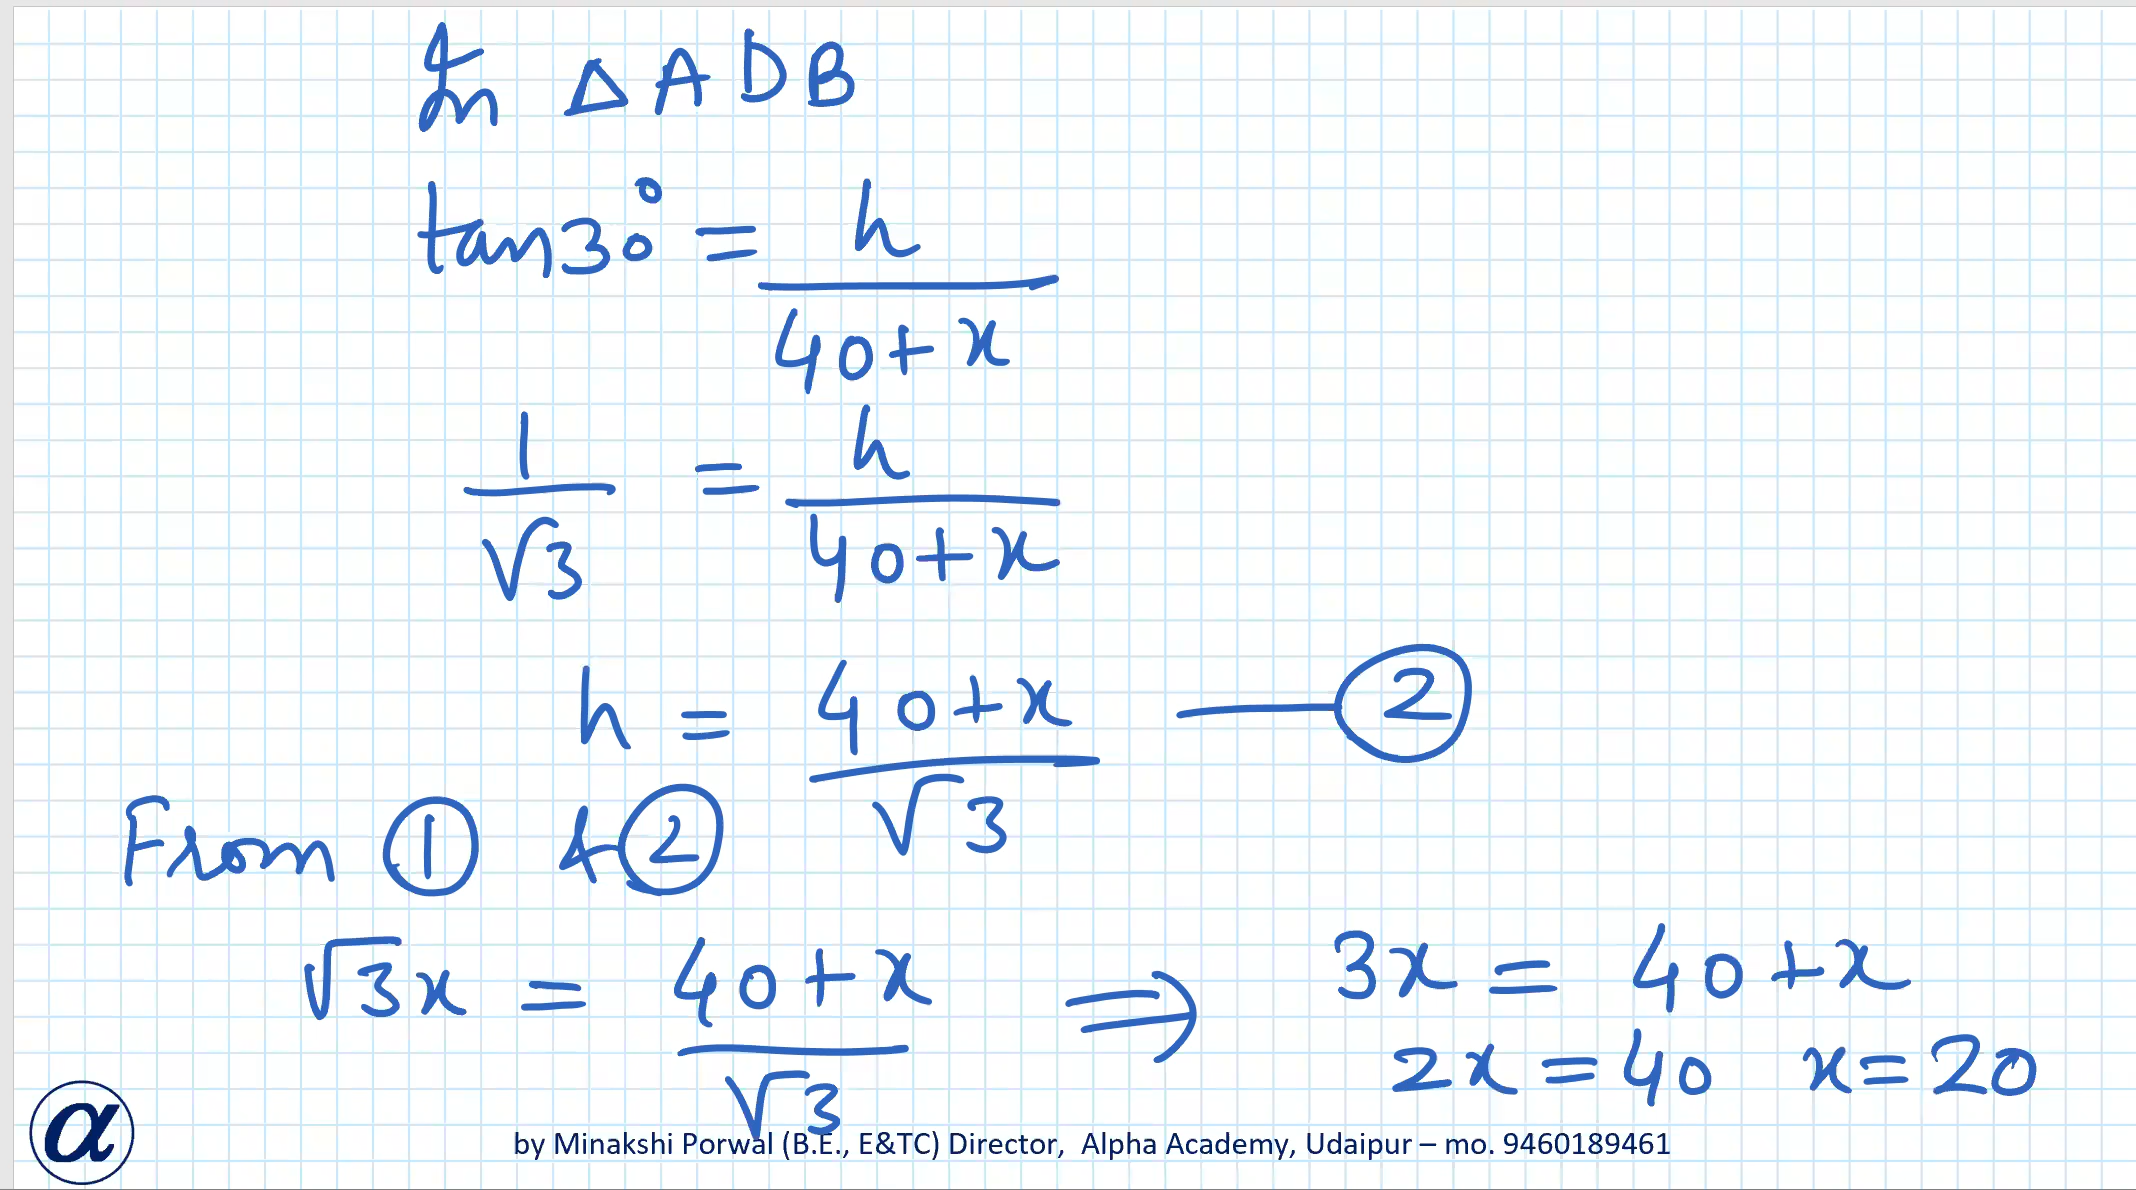 In △ADB
tan30° = h/(40+x)
1/√3 = h/(40+x)
h = (40+x)/√3 —— ②
From ① & ②
√3x = (40+x)/√3 ⇒ 3x = 40+x
2x = 40 x = 20
α
by Minakshi Porwal (B.E., E&TC) Director, Alpha Academy, Udaipur – mo. 9460189461